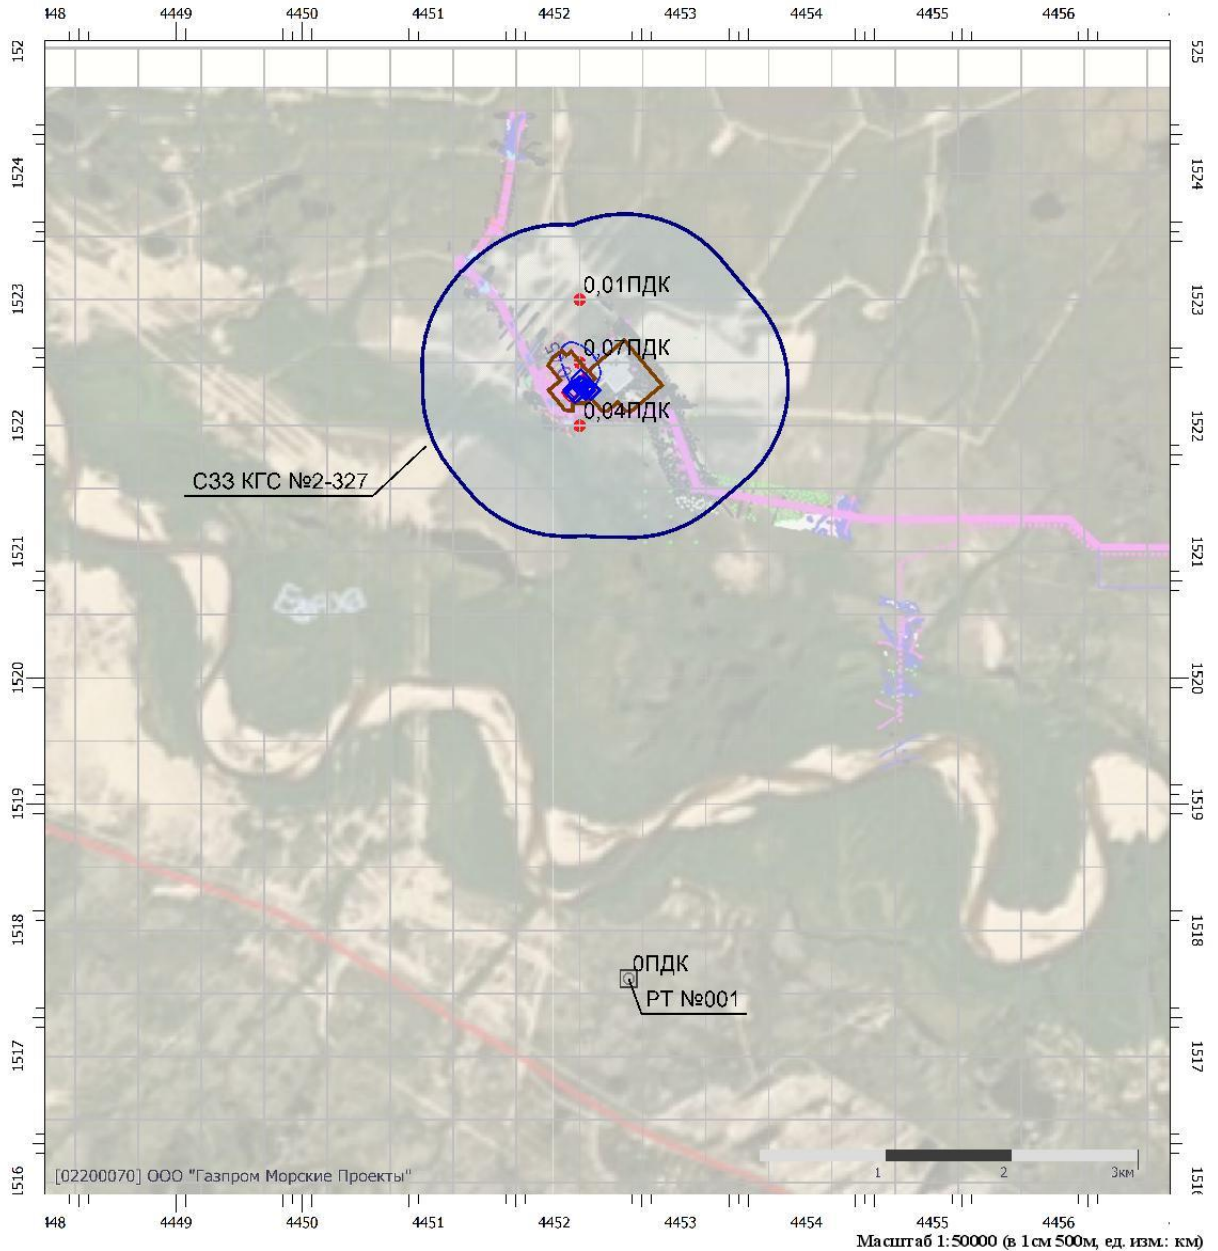 148 4449 4450 4451 4452 4453 4454 4455 4456
152 525
1524 1524
0,01ПДК
1523 1523
0,07ПДК
0,04ПДК
1522 1522
СЗЗ КГС №2-327
1521 1521
1520 1520
1519 1519
1518 1518
0ПДК
РТ №001
1517 1517
[02200070] ООО "Газпром Морские Проекты"
1 2 3км
1516 1516
148 4449 4450 4451 4452 4453 4454 4455 4456
Масштаб 1:50000 (в 1см 500м, ед. изм.: км)